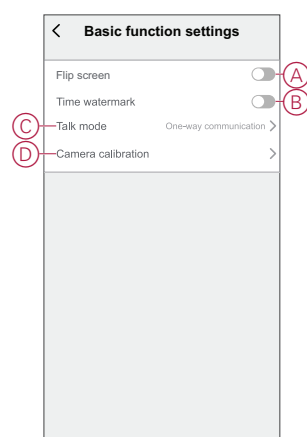 Basic function settings
Flip screen
A
Time watermark
B
C
Talk mode One-way communication
D
Camera calibration